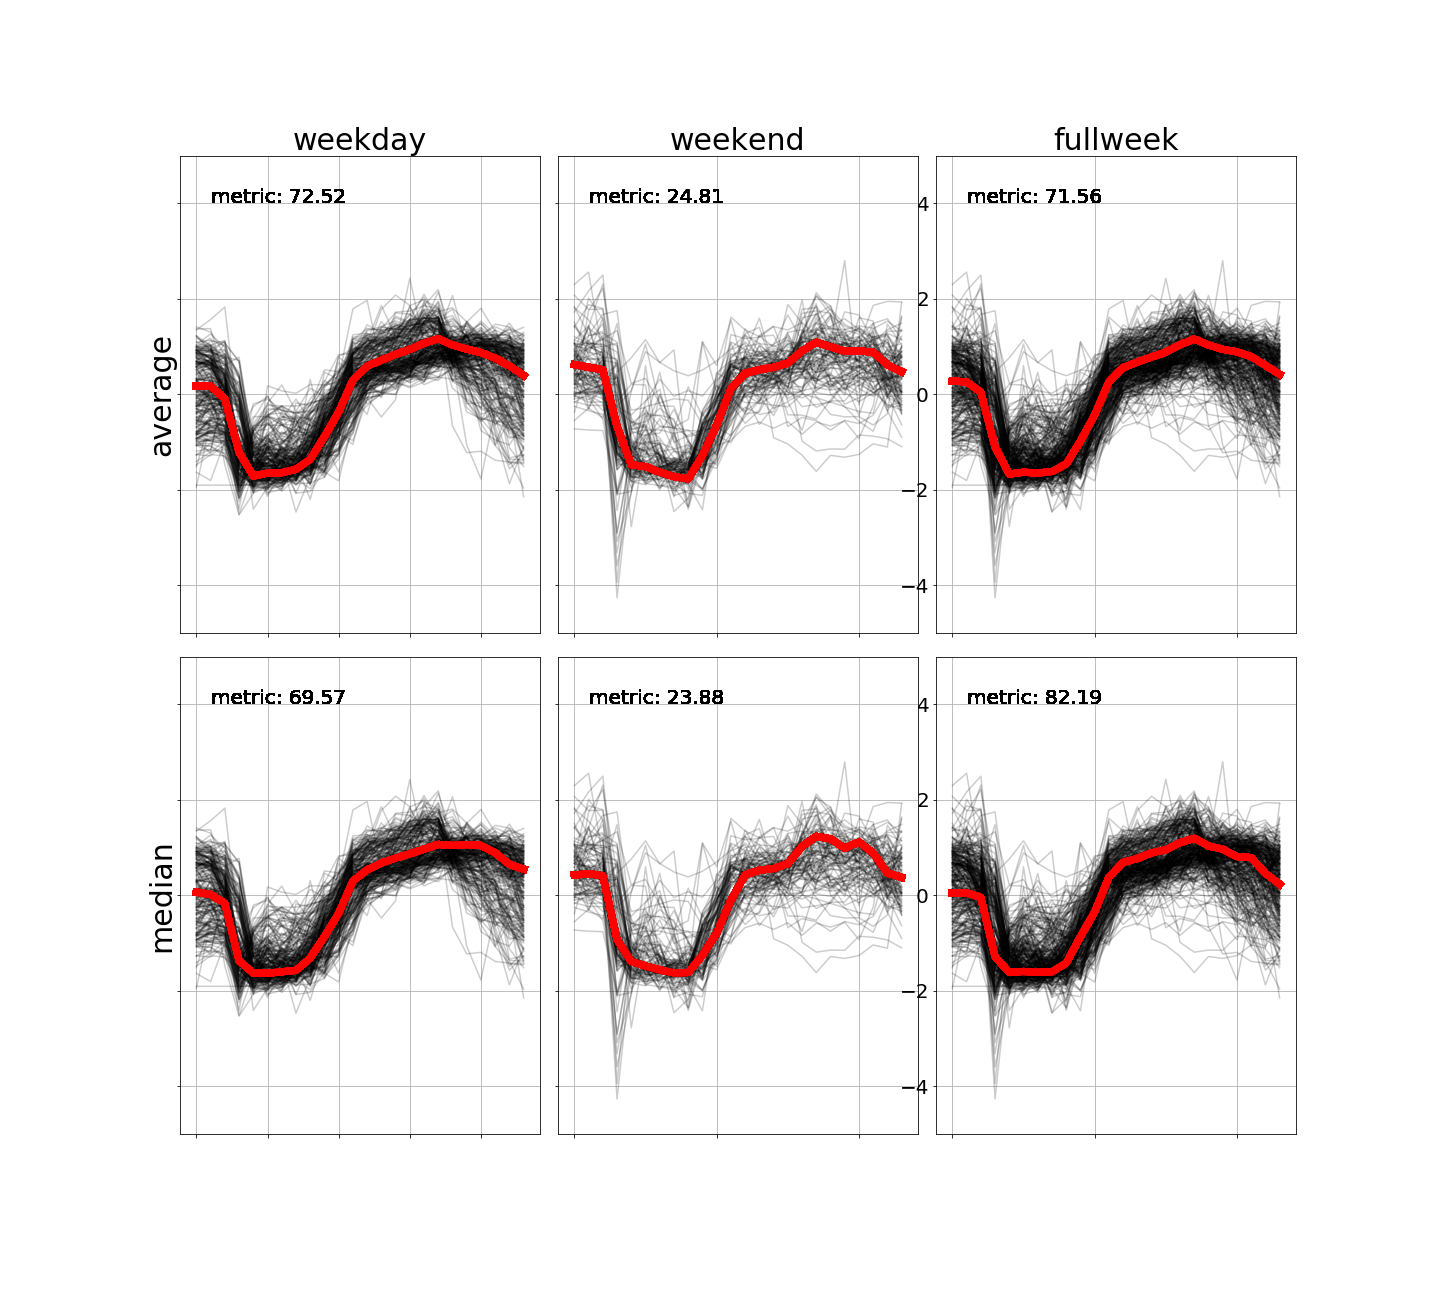 weekday weekend fullweek
average
metric: 72.52
metric: 24.81
metric: 71.56
4
2
0
−2
−4
median
metric: 69.57
metric: 23.88
metric: 82.19
4
2
0
−2
−4